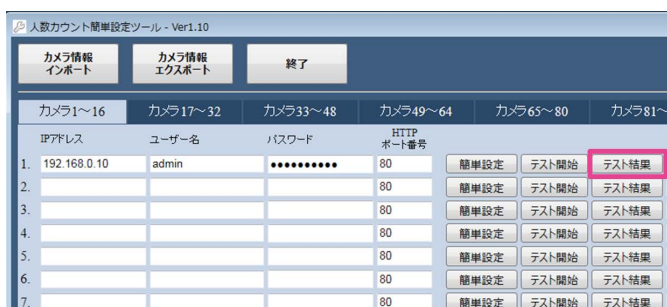 人数カウント簡単設定ツール - Ver1.10
カメラ情報 インポート カメラ情報 エクスポート 終了
カメラ1～16 カメラ17～32 カメラ33～48 カメラ49～64 カメラ65～80 カメラ81～
IPアドレス ユーザー名 パスワード HTTP ポート番号
1. 192.168.0.10 admin ●●●●●●●●●● 80 簡単設定 テスト開始 テスト結果
2. 80 簡単設定 テスト開始 テスト結果
3. 80 簡単設定 テスト開始 テスト結果
4. 80 簡単設定 テスト開始 テスト結果
5. 80 簡単設定 テスト開始 テスト結果
6. 80 簡単設定 テスト開始 テスト結果
7. 80 簡単設定 テスト開始 テスト結果